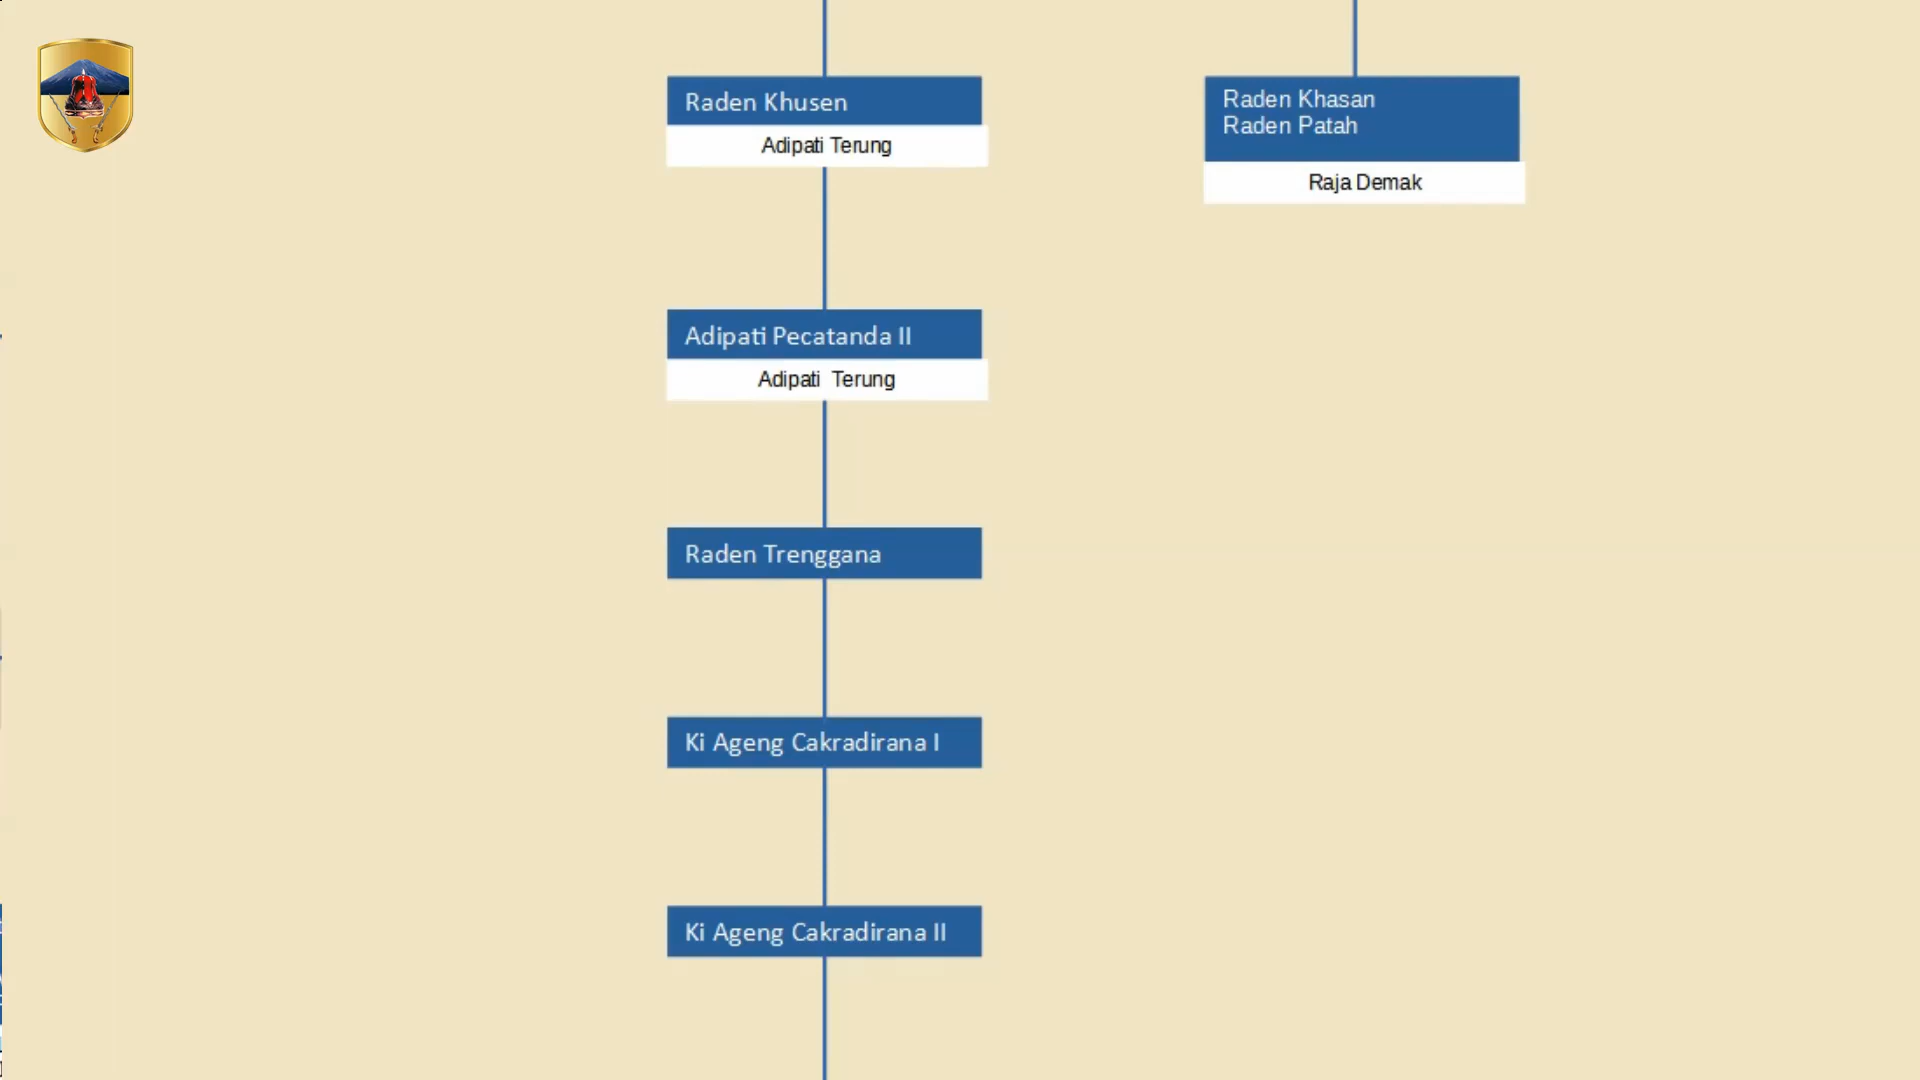 Raden Khusen
Adipati Terung
Raden Khasan
Raden Patah
Raja Demak
Adipati Pecatanda II
Adipati  Terung
Raden Trenggana
Ki Ageng Cakradirana I
Ki Ageng Cakradirana II